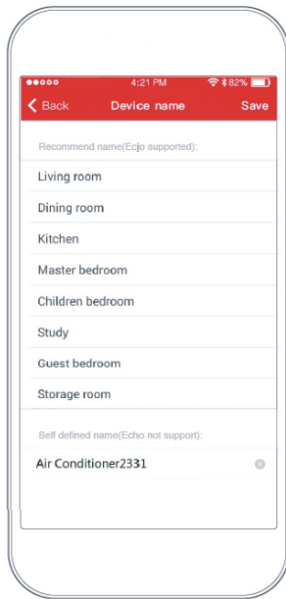 4:21 PM 82%
Back Device name Save
Recommend name(Ecjo supported):
Living room
Dining room
Kitchen
Master bedroom
Children bedroom
Study
Guest bedroom
Storage room
Self defined name(Echo not support):
Air Conditioner2331